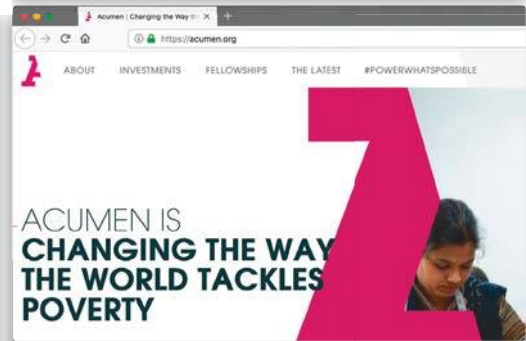 Acumen | Changing the Way th
https://acumen.org
ABOUT INVESTMENTS FELLOWSHIPS THE LATEST #POWERWHATSPOSSIBLE
ACUMEN IS
CHANGING THE WAY
THE WORLD TACKLES
POVERTY